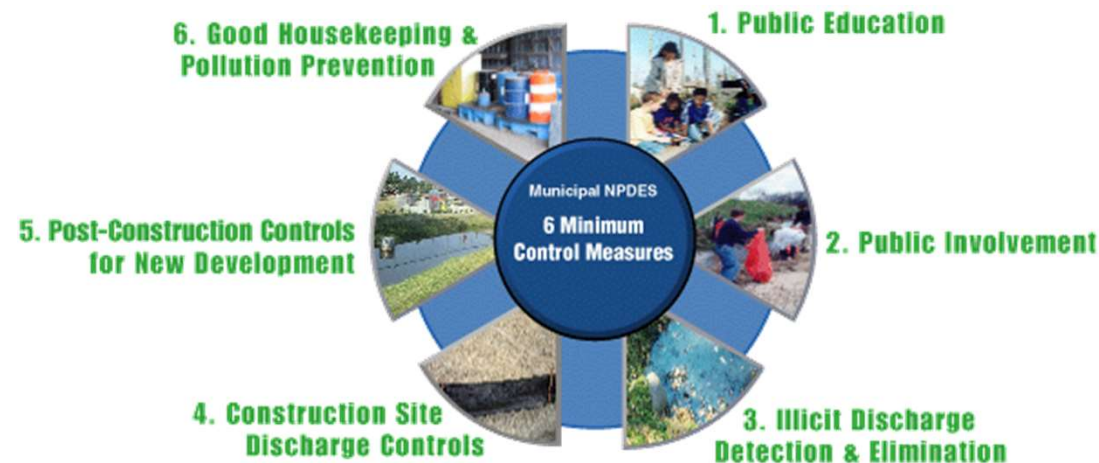 6. Good Housekeeping &
Pollution Prevention
1. Public Education
Municipal NPDES
6 Minimum
Control Measures
5. Post-Construction Controls
for New Development
2. Public Involvement
4. Construction Site
Discharge Controls
3. Illicit Discharge
Detection & Elimination